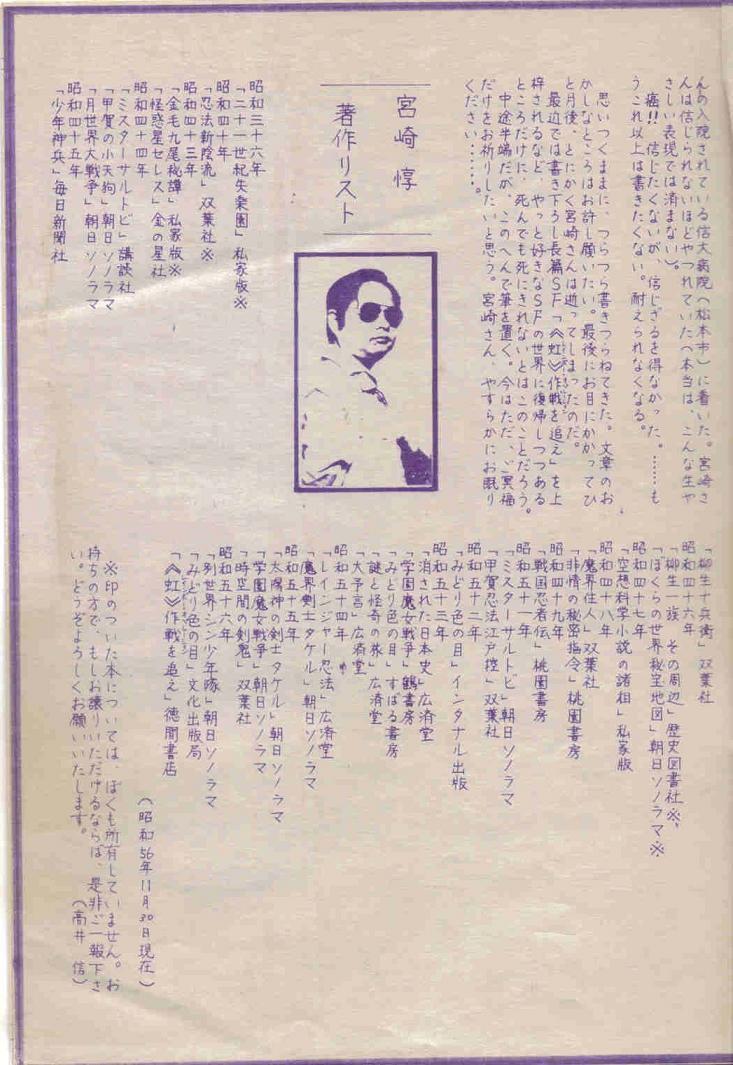 んの入院されている信大病院（松本市）に着いた。宮崎さ
んは信じられないほどやつれていた（本当は、こんな生や
さしい表現では済まない）。
癌!! 信じたくないが、信じざるを得なかった。……も
うこれ以上は書きたくない。耐えられなくなる。
思いつくままに、つらつら書きつらねてきた。文章のお
かしなところはお許し願いたい。最後にお目にかかってひ
と月後、とにかく宮崎さんは逝ってしまったのだ。
最近では書き下ろし長篇ＳＦ「《虹》作戦を追え」を上
梓されるなど、やっと好きなＳＦの世界に復帰しつつある
ところだけに、死んでも死にきれないとはこのことだろう。
中途半端だが、このへんで筆を置く。今はただ、ご冥福
だけをお祈りしたいと思う。宮崎さん、やすらかにお眠り
ください……。
宮崎 惇
著作リスト
昭和三十六年
「二十一世紀失楽園」私家版※
昭和四十年
「忍法新陰流」双葉社※
昭和四十三年
「金毛九尾秘譚」私家版※
「怪惑星セレス」金の星社
昭和四十四年
「ミスターサルトビ」講談社
「甲賀の小天狗」朝日ソノラマ
「月世界大戦争」朝日ソノラマ
昭和四十五年
「少年神兵」毎日新聞社
「柳生十兵衛」双葉社
昭和四十六年
「柳生一族 その周辺」歴史図書社※
「ぼくらの世界秘宝地図」朝日ソノラマ※
昭和四十七年
「空想科学小説の諸相」私家版
昭和四十八年
「魔界住人」双葉社
「非情の秘密指令」桃園書房
昭和四十九年
「戦国忍者伝」桃園書房
昭和五十一年
「ミスターサルトビ」朝日ソノラマ
「甲賀忍法江戸控」双葉社
昭和五十二年
「みどり色の目」インタナル出版
昭和五十三年
「消された日本史」広済堂
「学園魔女戦争」鶴書房
「みどり色の目」すばる書房
「謎と怪奇の旅」広済堂
「大予言」広済堂
昭和五十四年
「レインジャー忍法」広済堂
「魔界剣士タケル」朝日ソノラマ
昭和五十五年
「太陽神の剣士タケル」朝日ソノラマ
「学園魔女戦争」朝日ソノラマ
「時空間の剣鬼」双葉社
昭和五十六年
「列世界シン少年隊」朝日ソノラマ
「みどり色の目」文化出版局
「《虹》作戦を追え」徳間書店
（昭和56年11月30日現在）
※印のついた本については、ぼくも所有していません。お
持ちの方で、もしお譲りいただけるならば、是非ご一報下さ
い。どうぞよろしくお願いいたします。
（高井 信）